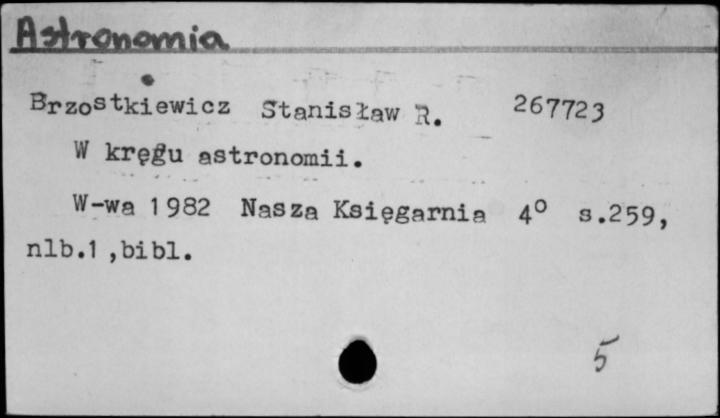 Astronomia
Brzostkiewicz Stanisław R. 267723
W kręgu astronomii.
W-wa 1982 Nasza Księgarnia 4° s.259,
nlb.1 ,bibl.
5